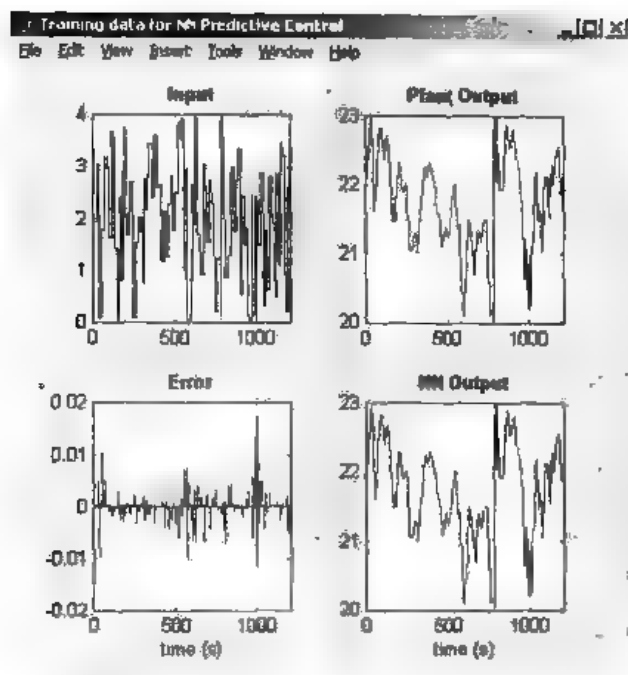 Training data for NN Predictive Control
File Edit View Insert Tools Window Help
Input
Plant Output
4
3
2
1
0
0 500 1000
23
22
21
20
0 500 1000
Error
NN Output
0.02
0.01
0
-0.01
-0.02
0 500 1000
time (s)
23
22
21
20
0 500 1000
time (s)